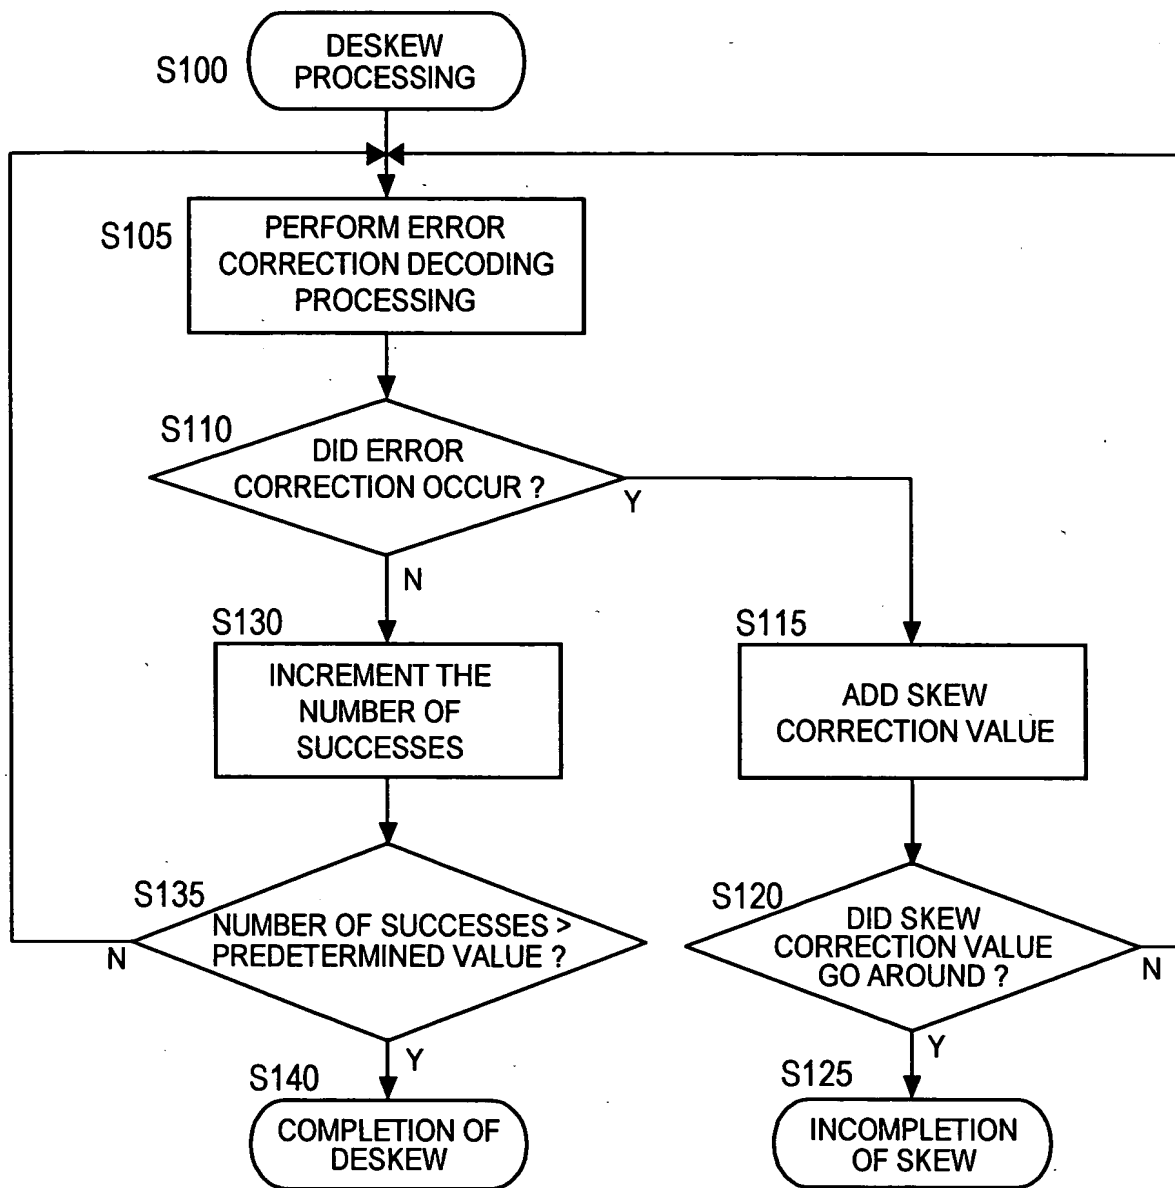 DESKEW
PROCESSING
S100
S105
PERFORM ERROR
CORRECTION DECODING
PROCESSING
S110
DID ERROR
CORRECTION OCCUR ?
Y
N
S130
INCREMENT THE
NUMBER OF
SUCCESSES
S115
ADD SKEW
CORRECTION VALUE
S135
NUMBER OF SUCCESSES >
PREDETERMINED VALUE ?
N
Y
S120
DID SKEW
CORRECTION VALUE
GO AROUND ?
N
Y
S140
COMPLETION OF
DESKEW
S125
INCOMPLETION
OF SKEW